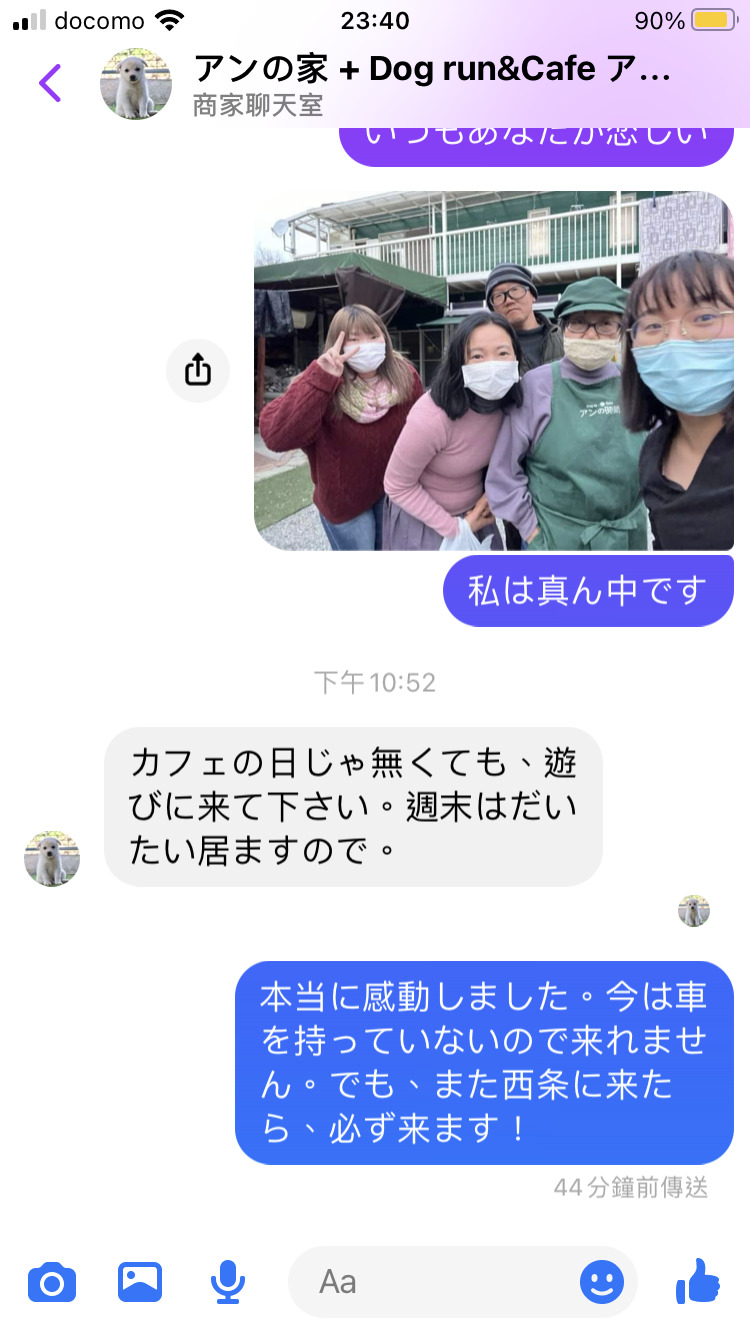 docomo
23:40
90%
アンの家 + Dog run&Cafe ア...
商家聊天室
いつもあなたが恋しい
アンの
私は真ん中です
下午10:52
カフェの日じゃ無くても、遊
びに来て下さい。週末はだい
たい居ますので。
本当に感動しました。今は車
を持っていないので来れませ
ん。でも、また西条に来た
ら、必ず来ます！
44分鐘前傳送
Aa